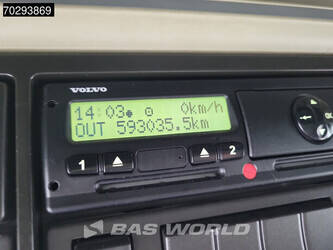 70293869
VOLVO
14:03 0km/h
OUT 593035.5km
1 2
BAS WORLD